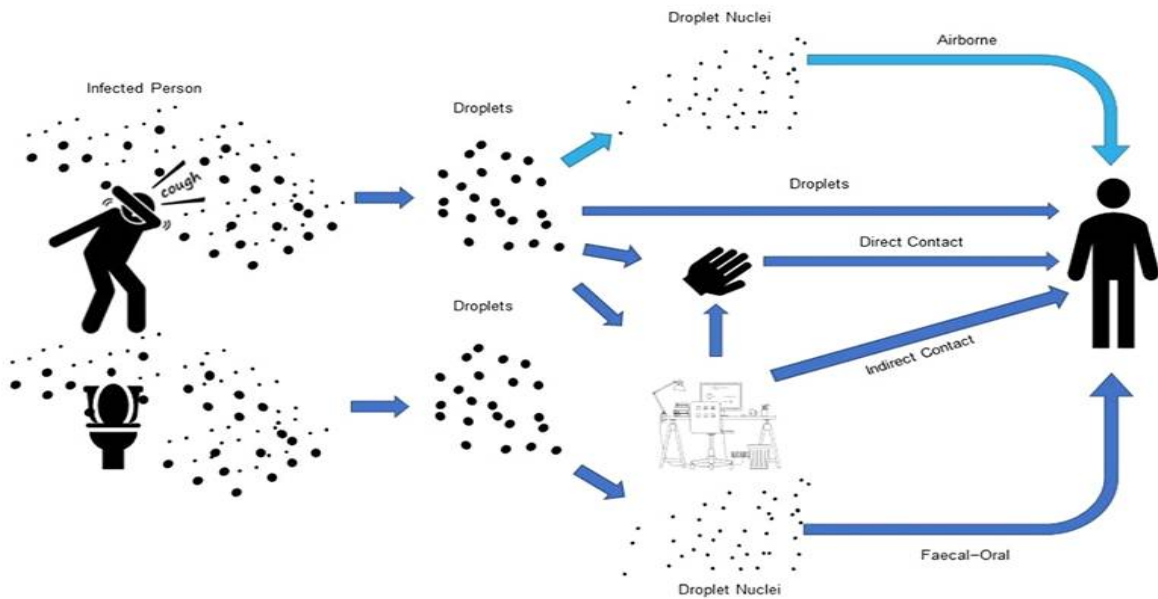 Droplet Nuclei
Airborne
Infected Person
Droplets
cough
Droplets
Direct Contact
Droplets
Indirect Contact
Faecal-Oral
Droplet Nuclei